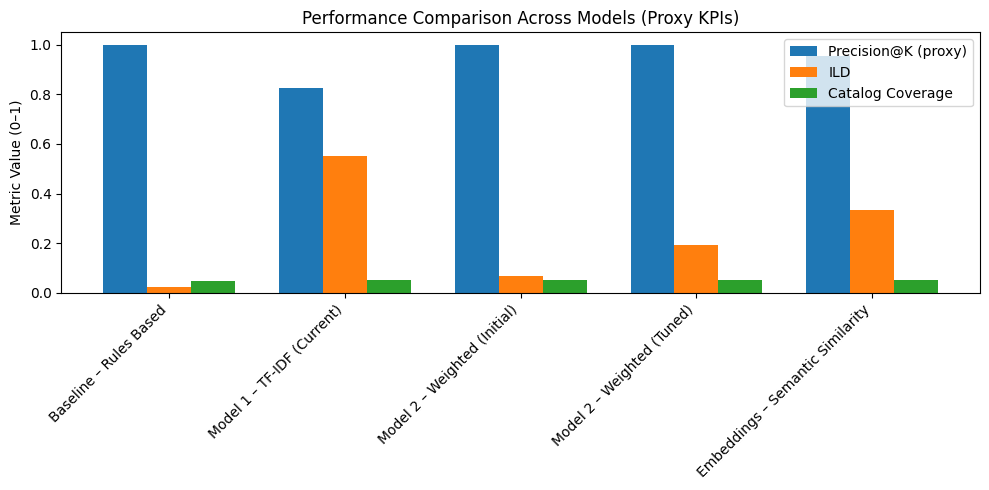 Performance Comparison Across Models (Proxy KPIs)
Metric Value (0–1)
1.0
0.8
0.6
0.4
0.2
0.0
Precision@K (proxy)
ILD
Catalog Coverage
Baseline – Rules Based
Model 1 – TF-IDF (Current)
Model 2 – Weighted (Initial)
Model 2 – Weighted (Tuned)
Embeddings – Semantic Similarity